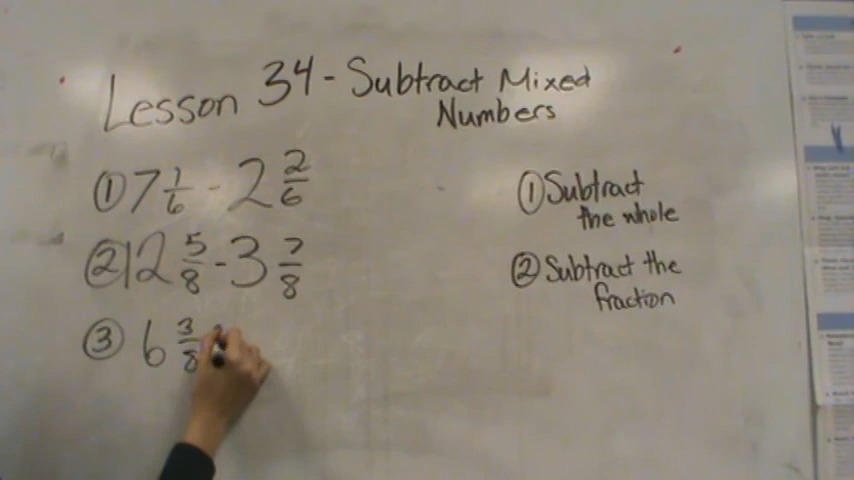 Lesson 34 - Subtract Mixed
Numbers
① 7 1/6 - 2 2/6
② 12 5/8 - 3 7/8
③ 6 3/8
① Subtract
the whole
② Subtract the
fraction